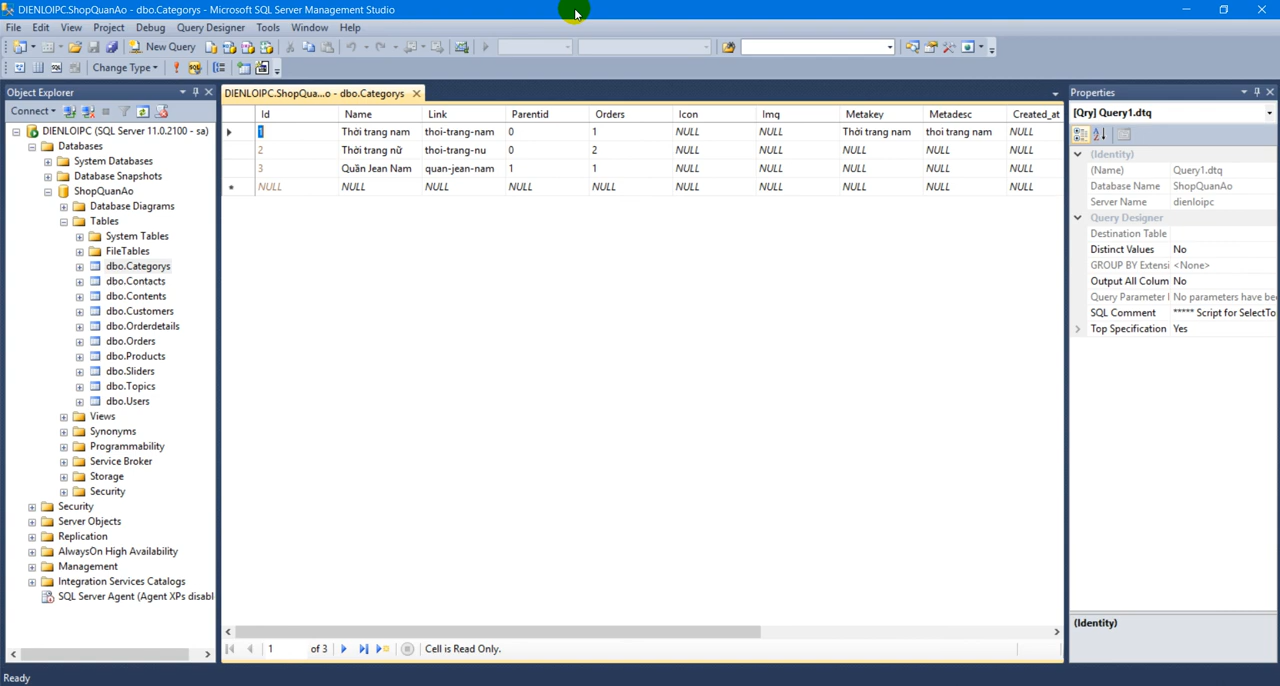 DIENLOIPC.ShopQuanAo - dbo.Categorys - Microsoft SQL Server Management Studio
File Edit View Project Debug Query Designer Tools Window Help
New Query
Change Type
Object Explorer
Connect
DIENLOIPC (SQL Server 11.0.2100 - sa)
Databases
System Databases
Database Snapshots
ShopQuanAo
Database Diagrams
Tables
System Tables
FileTables
dbo.Categorys
dbo.Contacts
dbo.Contents
dbo.Customers
dbo.Orderdetails
dbo.Orders
dbo.Products
dbo.Sliders
dbo.Topics
dbo.Users
Views
Synonyms
Programmability
Service Broker
Storage
Security
Security
Server Objects
Replication
AlwaysOn High Availability
Management
Integration Services Catalogs
SQL Server Agent (Agent XPs disabl
DIENLOIPC.ShopQua...o - dbo.Categorys
Id Name Link Parentid Orders Icon Img Metakey Metadesc Created_at
1 Thời trang nam thoi-trang-nam 0 1 NULL NULL Thời trang nam thoi trang nam NULL
2 Thời trang nữ thoi-trang-nu 0 2 NULL NULL NULL NULL NULL
3 Quần Jean Nam quan-jean-nam 1 1 NULL NULL NULL NULL NULL
NULL NULL NULL NULL NULL NULL NULL NULL NULL NULL
1 of 3 Cell is Read Only.
Properties
[Qry] Query1.dtq
(Identity)
(Name) Query1.dtq
Database Name ShopQuanAo
Server Name dienloipc
Query Designer
Destination Table
Distinct Values No
GROUP BY Extensi <None>
Output All Colum No
Query Parameter No parameters have be
SQL Comment ***** Script for SelectTo
Top Specification Yes
(Identity)
Ready